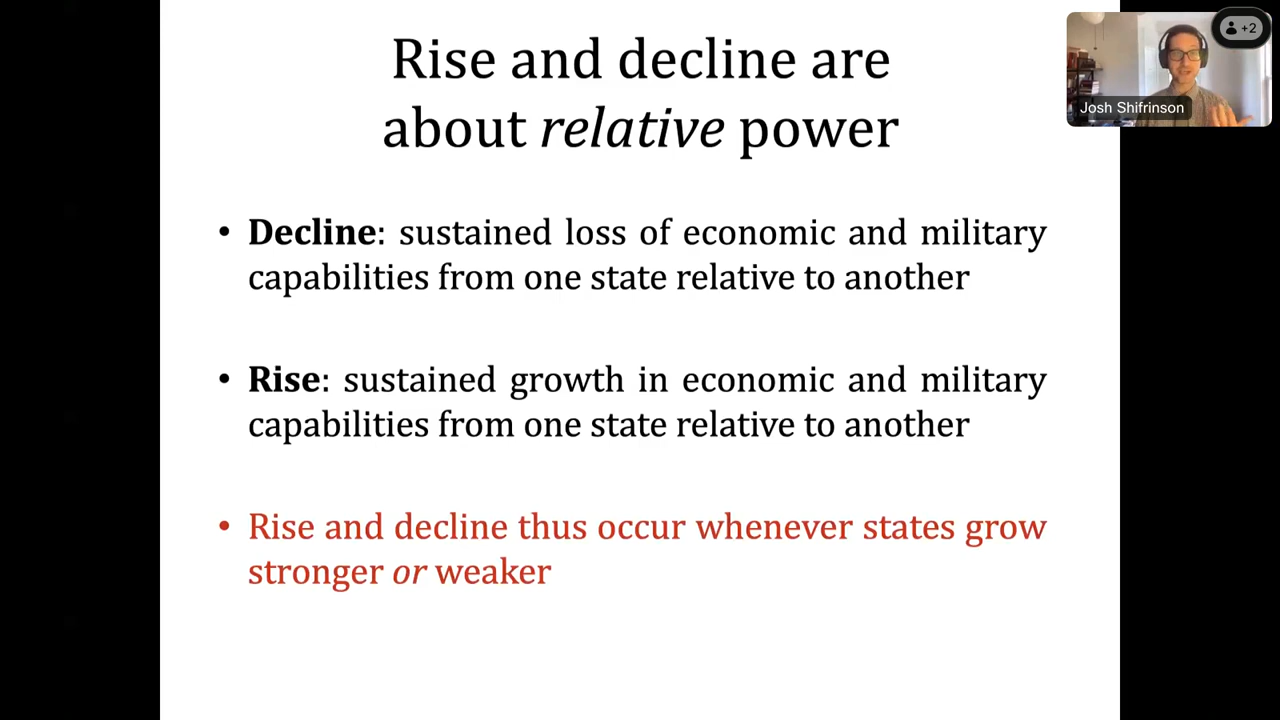 Rise and decline are
about relative power
• Decline: sustained loss of economic and military
capabilities from one state relative to another
• Rise: sustained growth in economic and military
capabilities from one state relative to another
• Rise and decline thus occur whenever states grow
stronger or weaker
+2
Josh Shifrinson